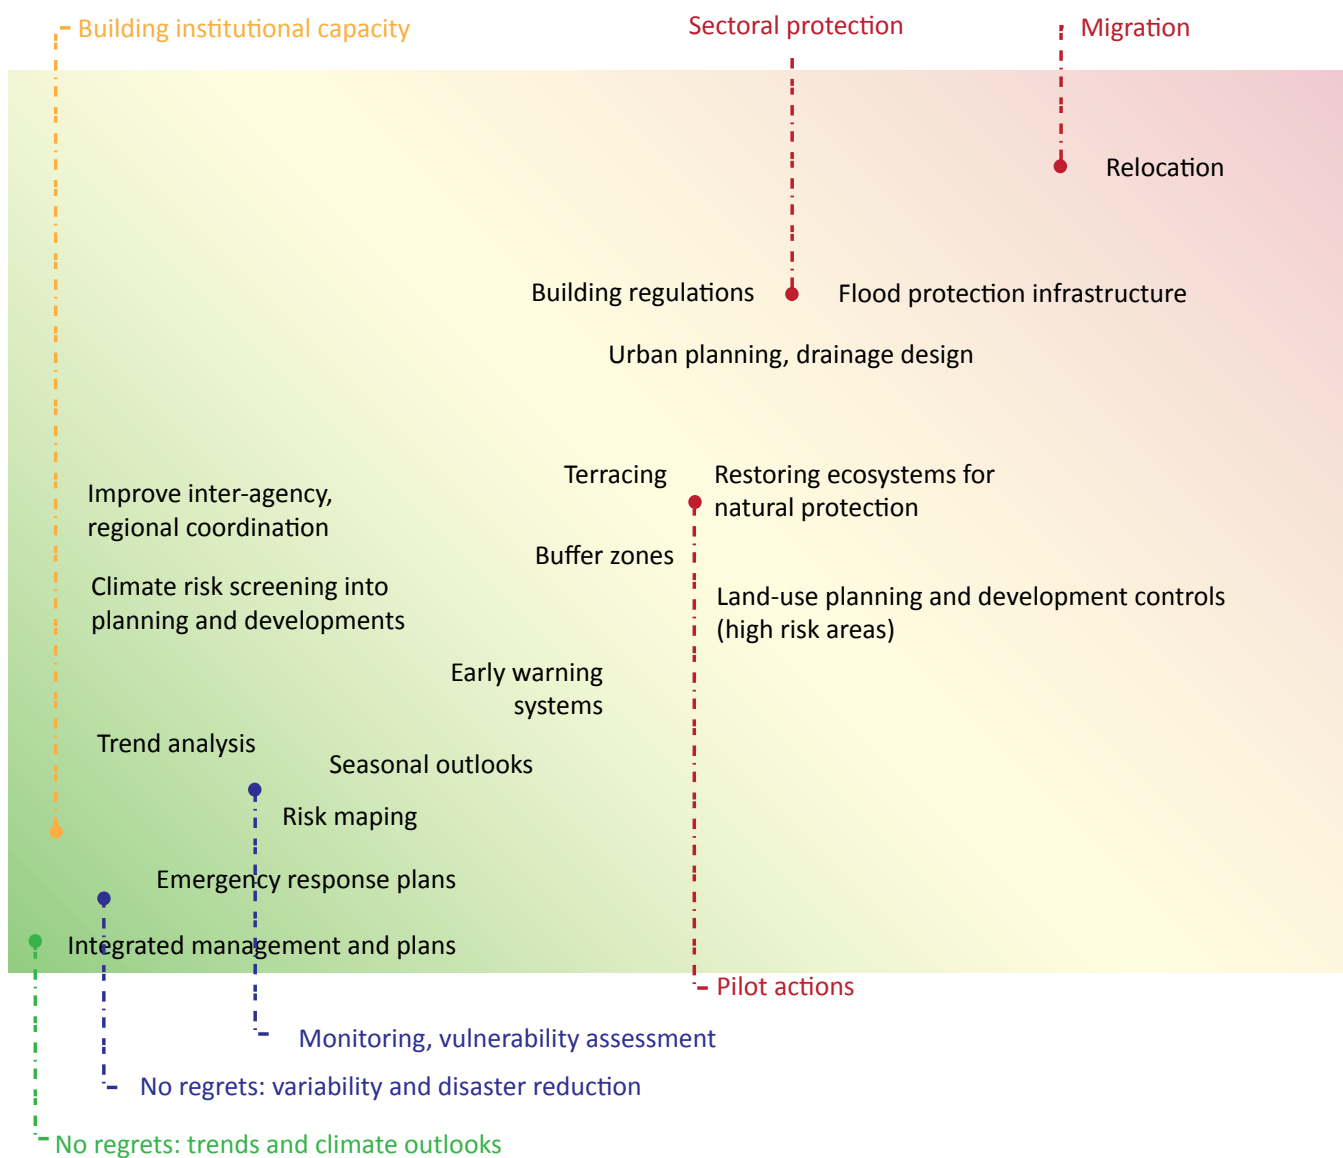 Building institutional capacity
Sectoral protection
Migration
Relocation
Building regulations
Flood protection infrastructure
Urban planning, drainage design
Terracing
Restoring ecosystems for
natural protection
Improve inter-agency,
regional coordination
Buffer zones
Climate risk screening into
planning and developments
Land-use planning and development controls
(high risk areas)
Early warning
systems
Trend analysis
Seasonal outlooks
Risk maping
Emergency response plans
Integrated management and plans
Pilot actions
Monitoring, vulnerability assessment
No regrets: variability and disaster reduction
No regrets: trends and climate outlooks